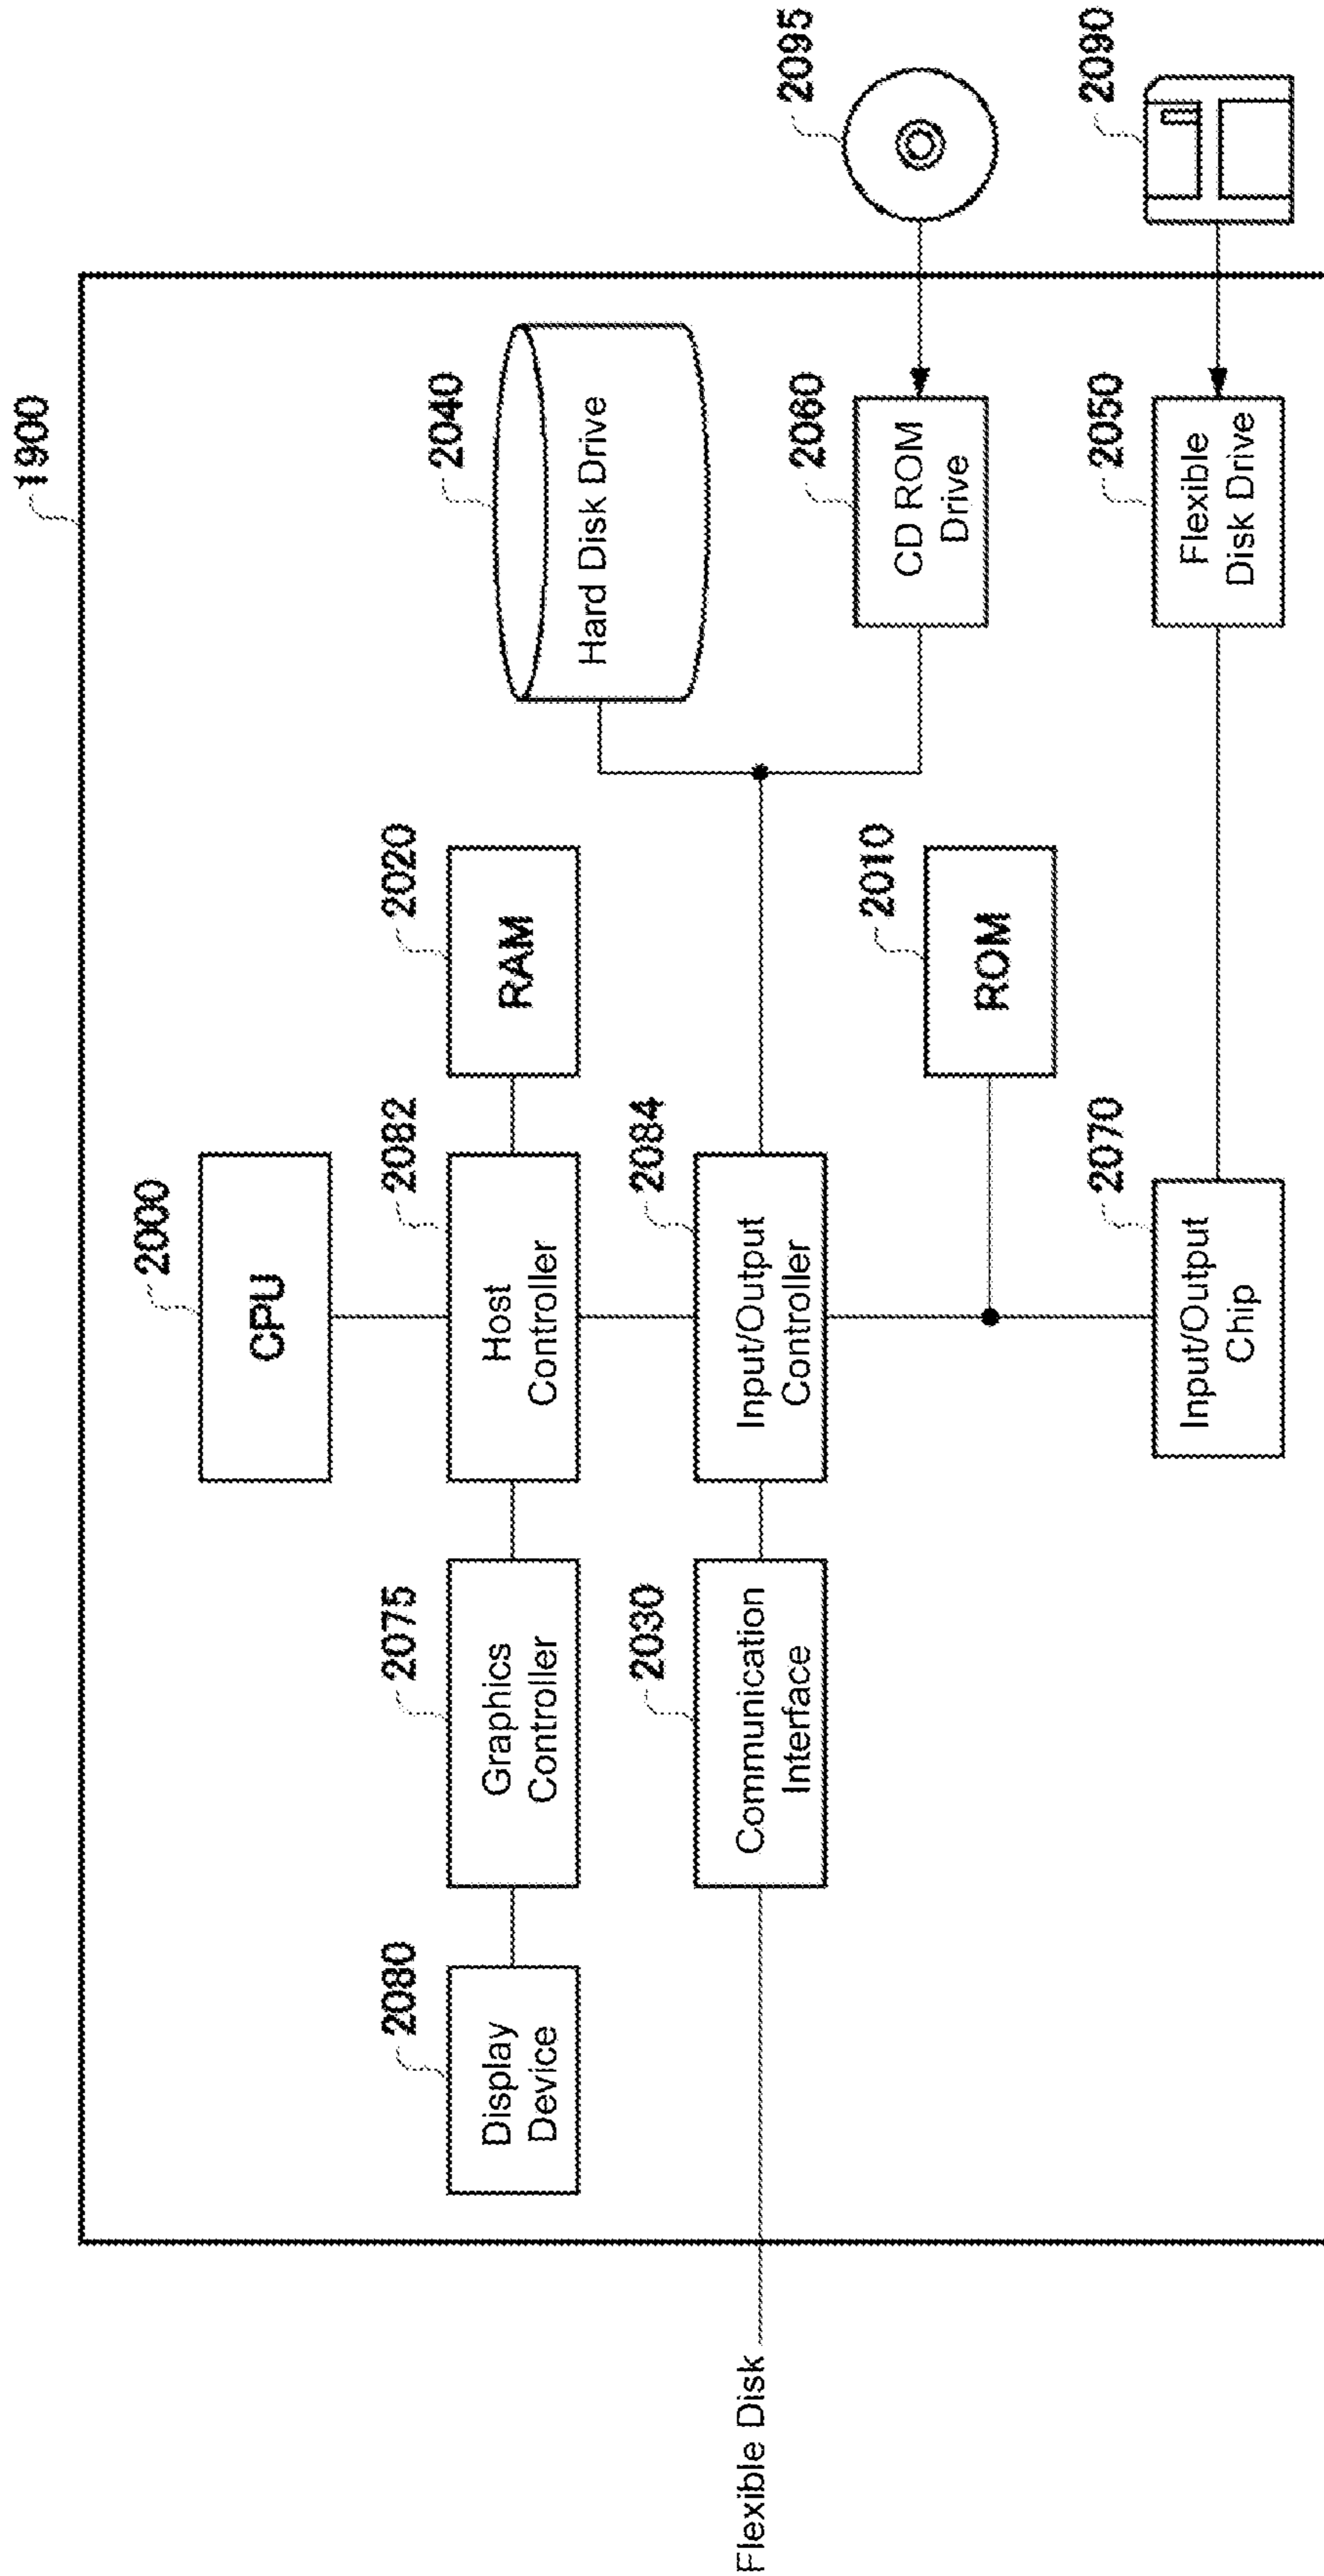 1900
2000
CPU
2080
Display
Device
2075
Graphics
Controller
2082
Host
Controller
2020
RAM
2040
Hard Disk Drive
Flexible Disk
2030
Communication
Interface
2084
Input/Output
Controller
2060
CD ROM
Drive
2095
2010
ROM
2070
Input/Output
Chip
2050
Flexible
Disk Drive
2090